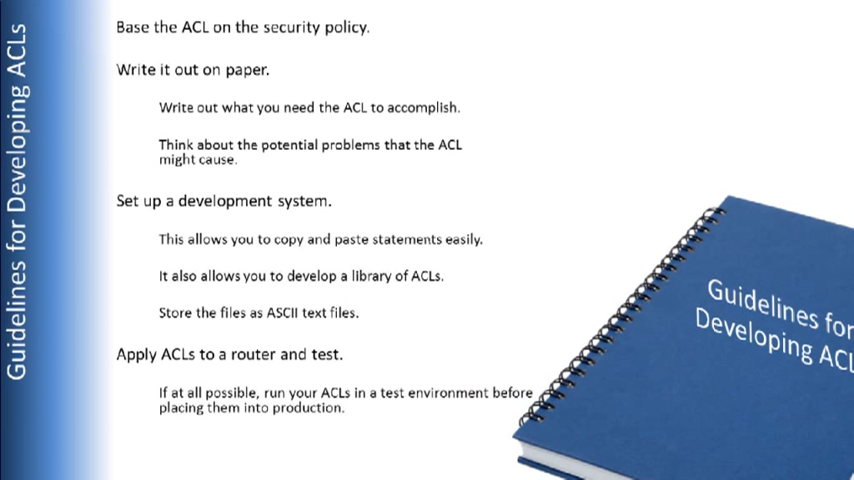 Guidelines for Developing ACLs
Base the ACL on the security policy.
Write it out on paper.
Write out what you need the ACL to accomplish.
Think about the potential problems that the ACL
might cause.
Set up a development system.
This allows you to copy and paste statements easily.
It also allows you to develop a library of ACLs.
Store the files as ASCII text files.
Apply ACLs to a router and test.
If at all possible, run your ACLs in a test environment before
placing them into production.
Guidelines for
Developing ACL